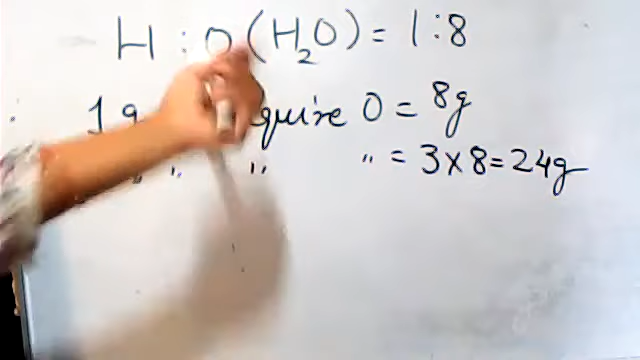 H : O (H₂O) = 1:8
1 g quire O = 8g
" " " = 3×8=24g